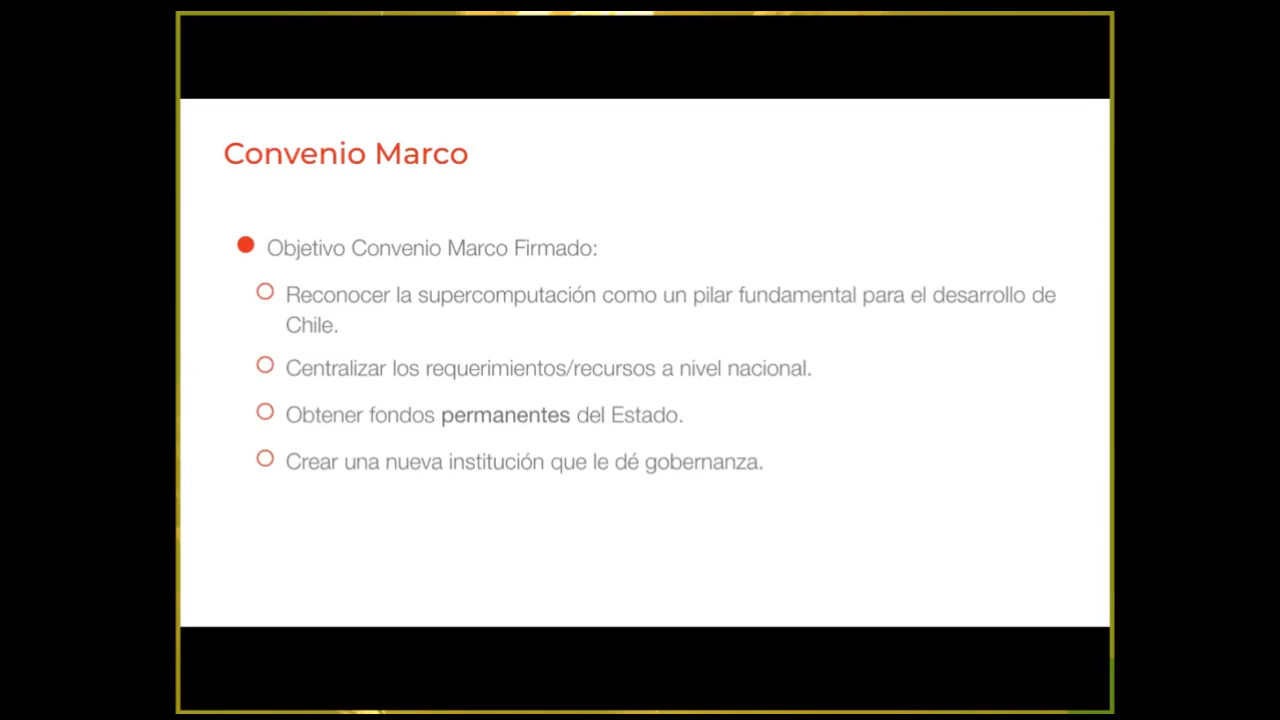 Convenio Marco
Objetivo Convenio Marco Firmado:
Reconocer la supercomputación como un pilar fundamental para el desarrollo de
Chile.
Centralizar los requerimientos/recursos a nivel nacional.
Obtener fondos permanentes del Estado.
Crear una nueva institución que le dé gobernanza.